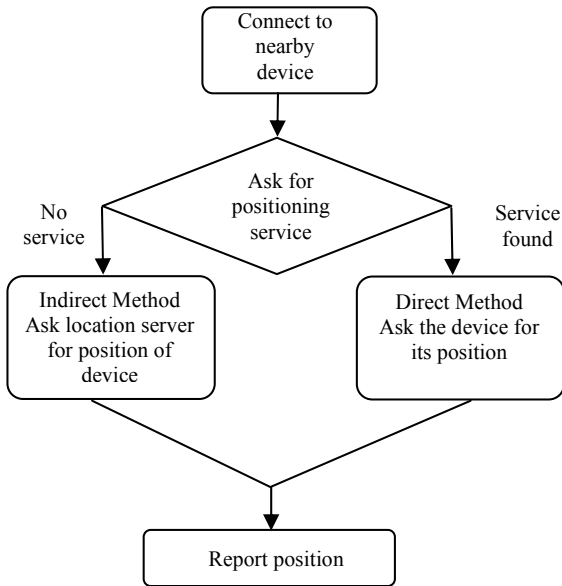 Connect to
nearby
device
Ask for
positioning
service
No
service
Service
found
Indirect Method
Ask location server
for position of
device
Direct Method
Ask the device for
its position
Report position